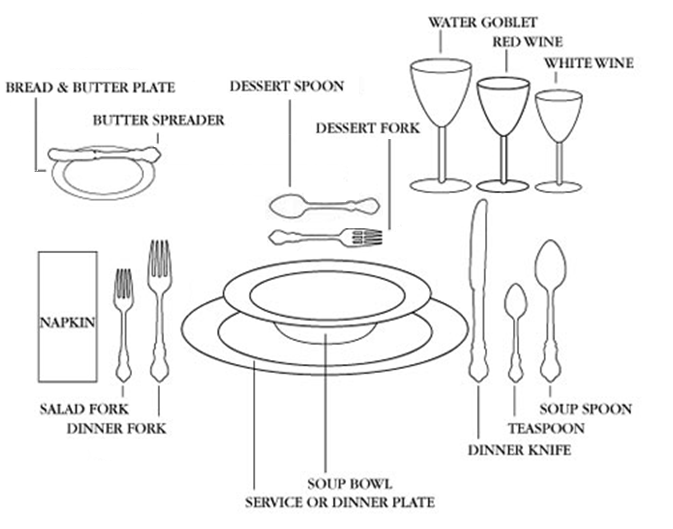 WATER GOBLET
RED WINE
WHITE WINE
BREAD & BUTTER PLATE
DESSERT SPOON
BUTTER SPREADER
DESSERT FORK
NAPKIN
SALAD FORK
DINNER FORK
SOUP SPOON
TEASPOON
DINNER KNIFE
SOUP BOWL
SERVICE OR DINNER PLATE